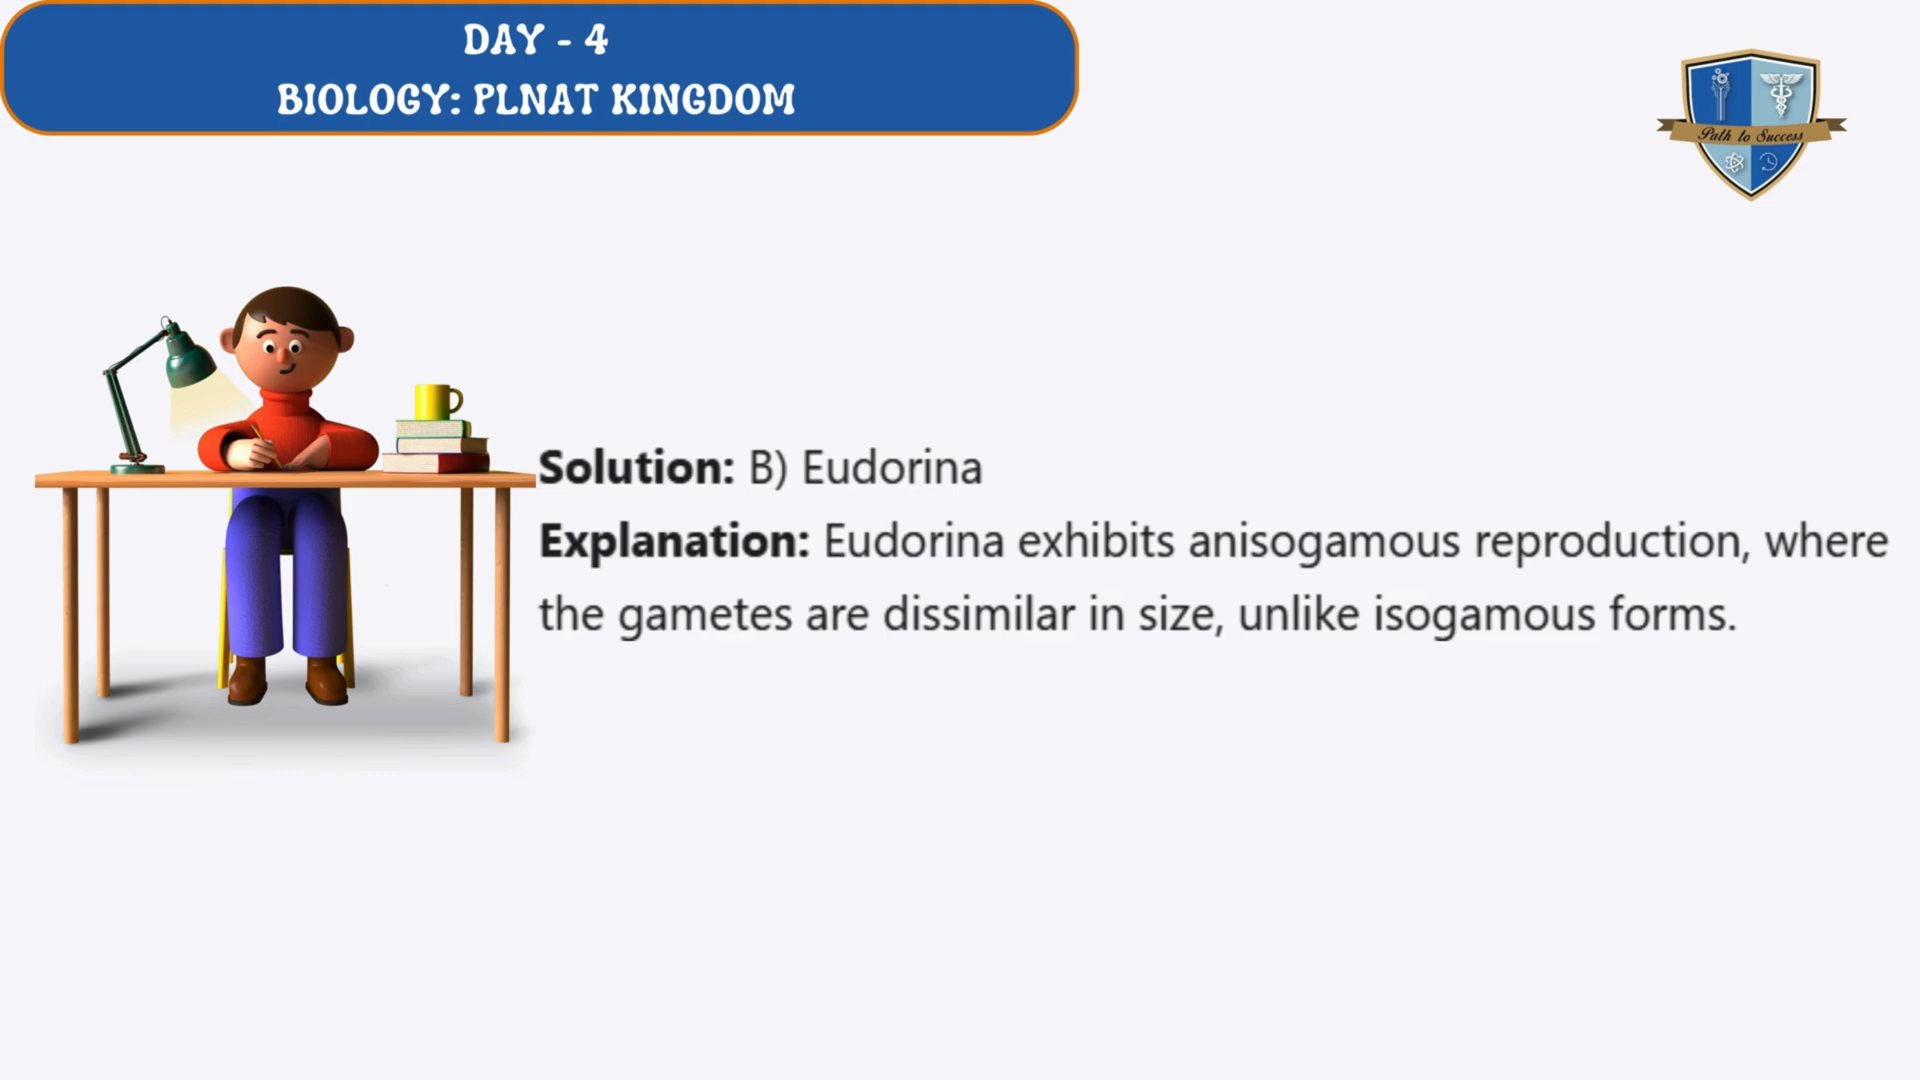 DAY - 4
BIOLOGY: PLNAT KINGDOM
Path to Success
Solution: B) Eudorina
Explanation: Eudorina exhibits anisogamous reproduction, where
the gametes are dissimilar in size, unlike isogamous forms.